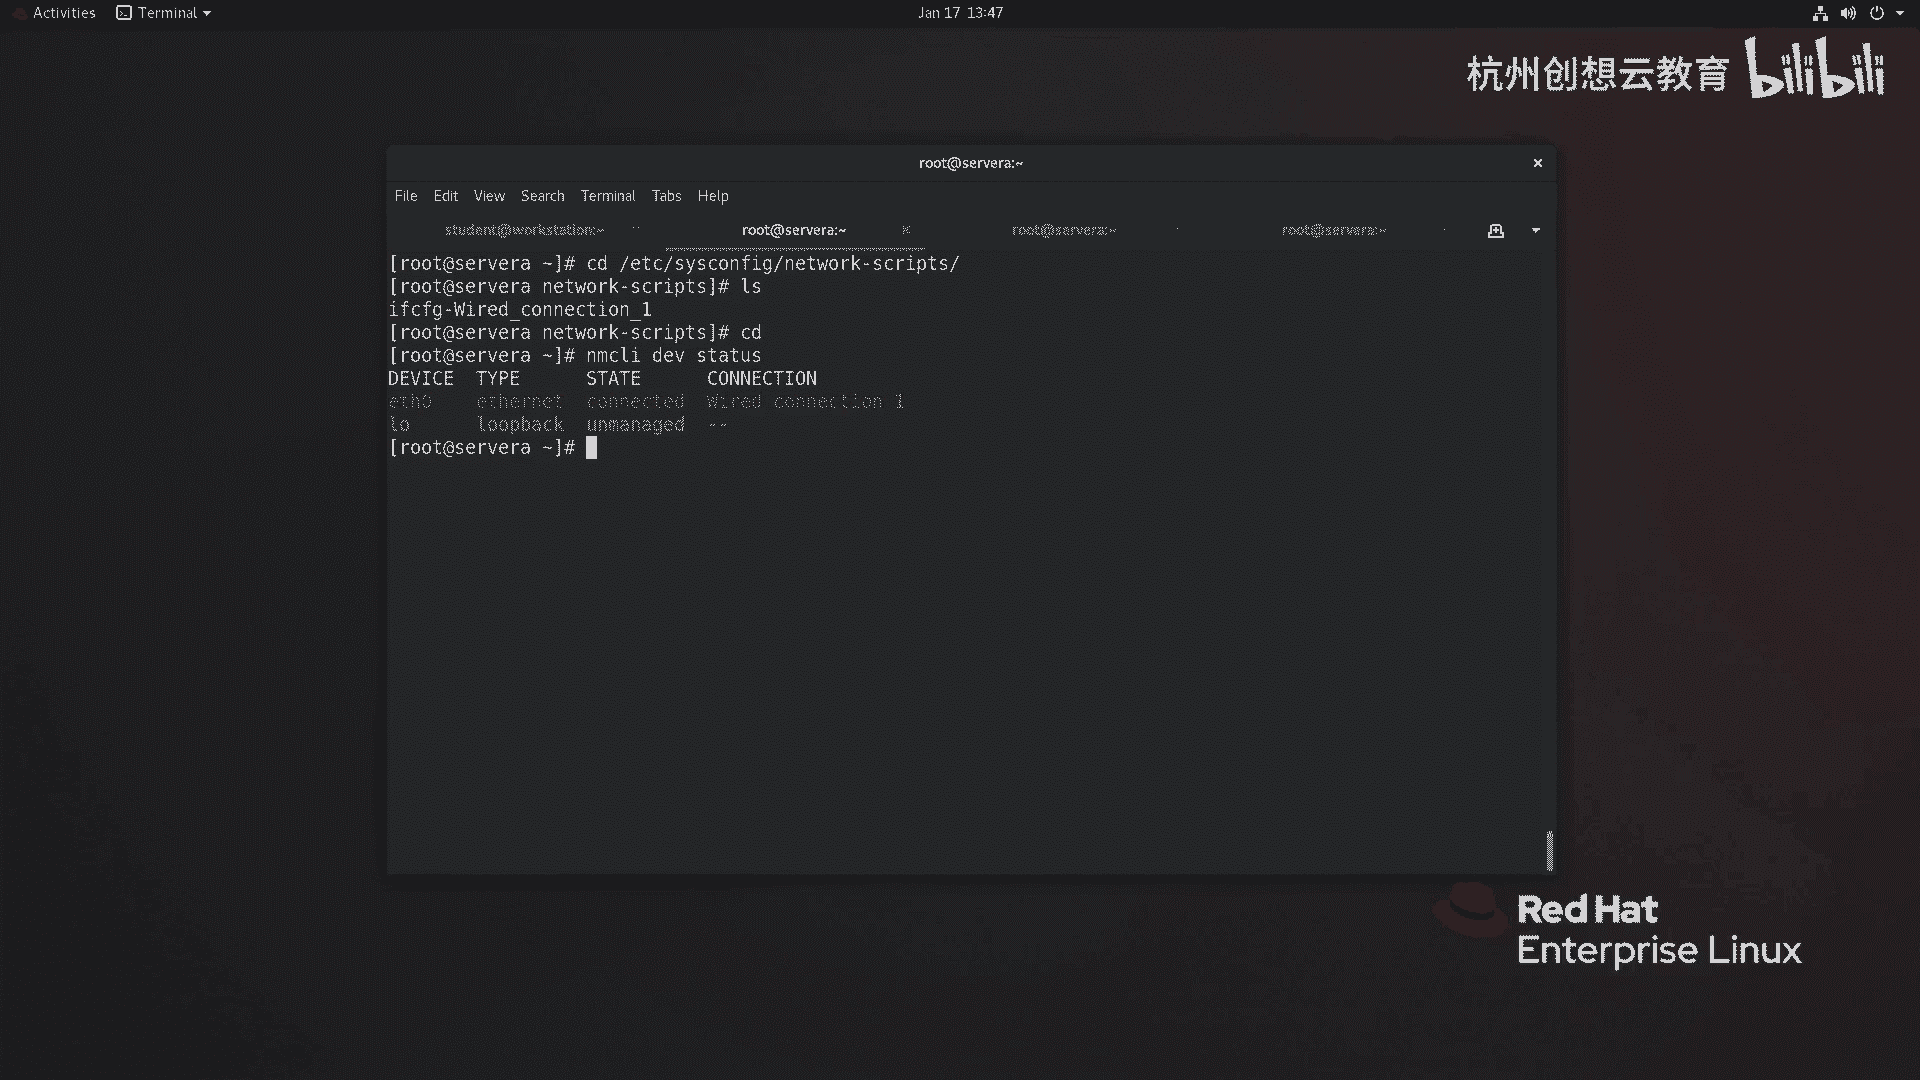 Activities Terminal Jan 17 13:47
杭州创想云教育 bilibili
root@servera:~
File Edit View Search Terminal Tabs Help
student@workstation:~ root@servera:~ root@servera:~ root@servera:~
[root@servera ~]# cd /etc/sysconfig/network-scripts/
[root@servera network-scripts]# ls
ifcfg-Wired_connection_1
[root@servera network-scripts]# cd
[root@servera ~]# nmcli dev status
DEVICE TYPE STATE CONNECTION
eth0 ethernet connected Wired connection 1
lo loopback unmanaged --
[root@servera ~]#
Red Hat
Enterprise Linux